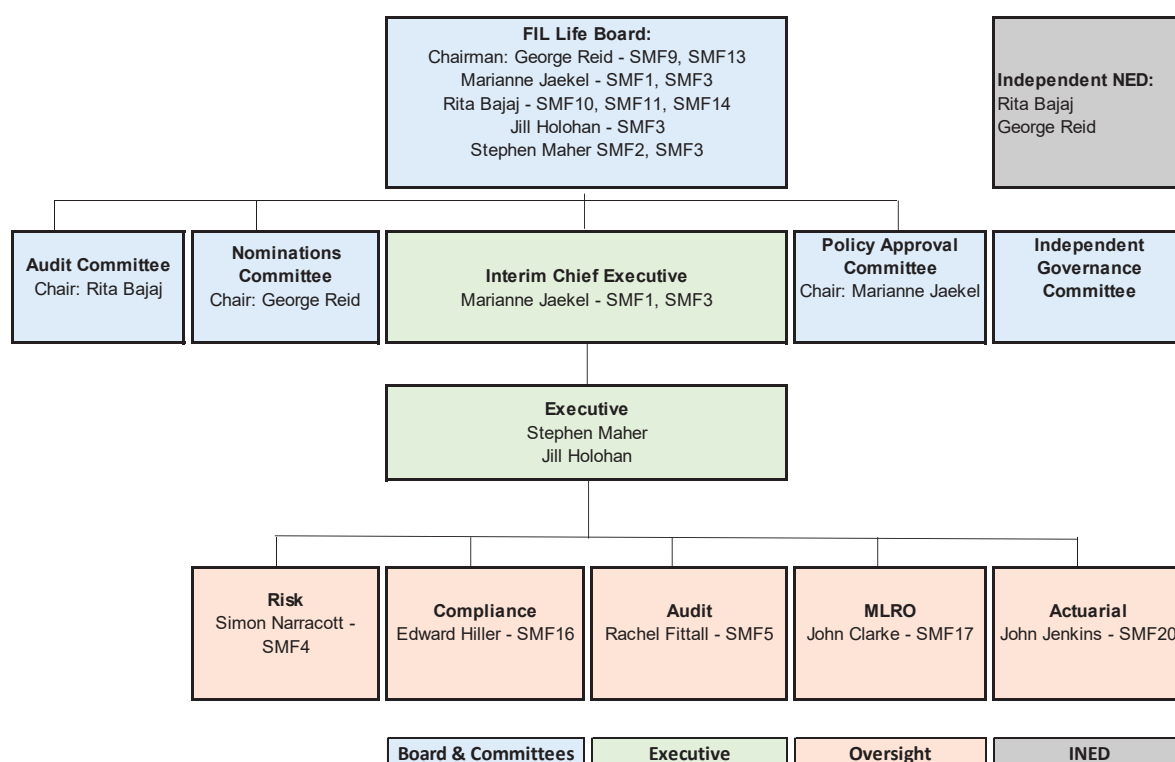 FIL Life Board:
Chairman: George Reid - SMF9, SMF13
Marianne Jaekel - SMF1, SMF3
Rita Bajaj - SMF10, SMF11, SMF14
Jill Holohan - SMF3
Stephen Maher SMF2, SMF3
Independent NED:
Rita Bajaj
George Reid
Audit Committee
Chair: Rita Bajaj
Nominations
Committee
Chair: George Reid
Interim Chief Executive
Marianne Jaekel - SMF1, SMF3
Policy Approval
Committee
Chair: Marianne Jaekel
Independent
Governance
Committee
Executive
Stephen Maher
Jill Holohan
Risk
Simon Narracott -
SMF4
Compliance
Edward Hiller - SMF16
Audit
Rachel Fittall - SMF5
MLRO
John Clarke - SMF17
Actuarial
John Jenkins - SMF20
Board & Committees
Executive
Oversight
INED